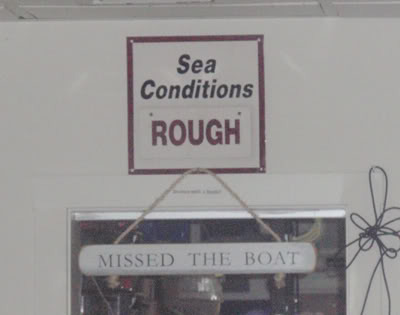 Sea
Conditions
ROUGH
MISSED THE BOAT